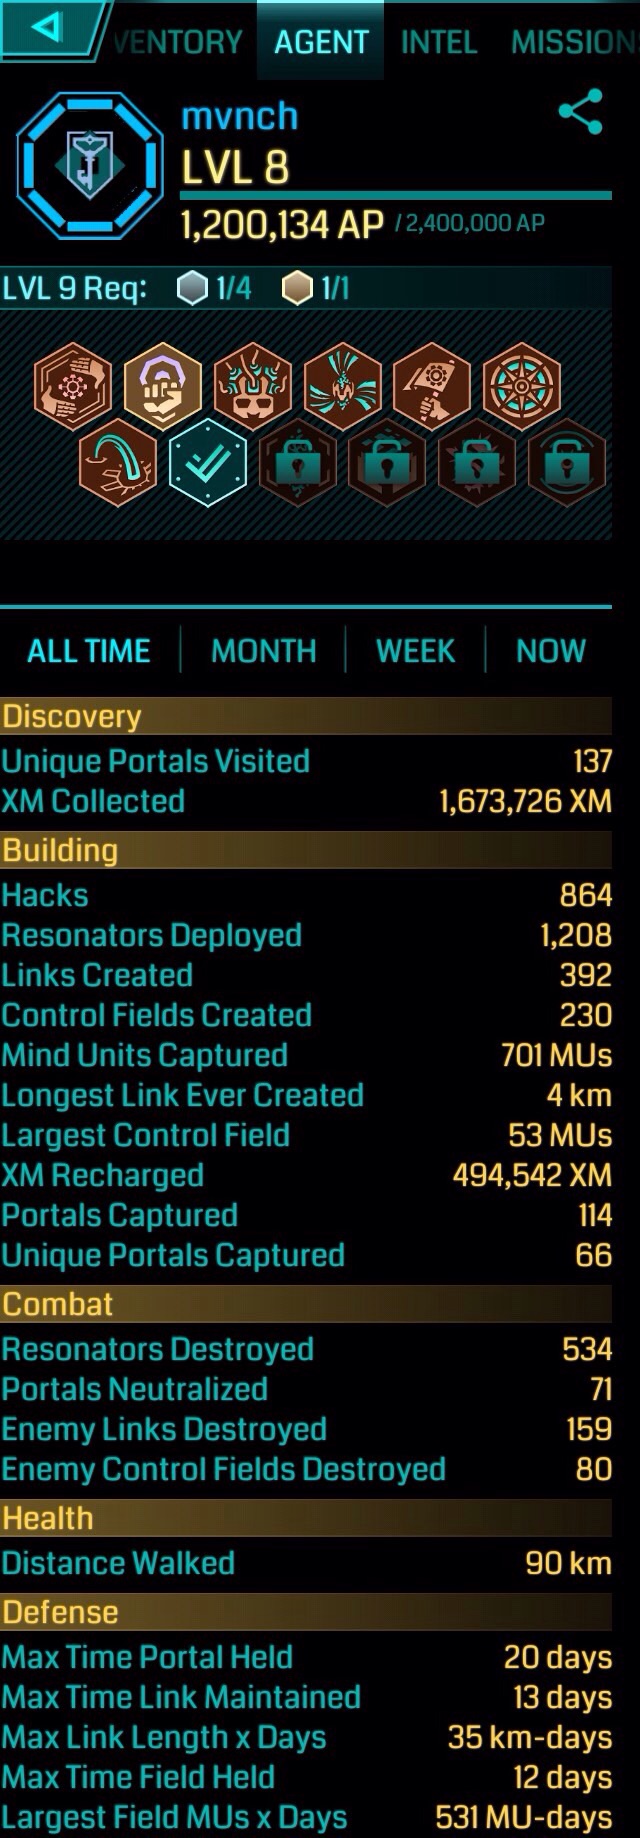 VENTORY AGENT INTEL MISSION
mvnch
LVL 8
1,200,134 AP / 2,400,000 AP
LVL 9 Req: 1/4 1/1
ALL TIME MONTH WEEK NOW
Discovery
Unique Portals Visited 137
XM Collected 1,673,726 XM
Building
Hacks 864
Resonators Deployed 1,208
Links Created 392
Control Fields Created 230
Mind Units Captured 701 MUs
Longest Link Ever Created 4 km
Largest Control Field 53 MUs
XM Recharged 494,542 XM
Portals Captured 114
Unique Portals Captured 66
Combat
Resonators Destroyed 534
Portals Neutralized 71
Enemy Links Destroyed 159
Enemy Control Fields Destroyed 80
Health
Distance Walked 90 km
Defense
Max Time Portal Held 20 days
Max Time Link Maintained 13 days
Max Link Length x Days 35 km-days
Max Time Field Held 12 days
Largest Field MUs x Days 531 MU-days